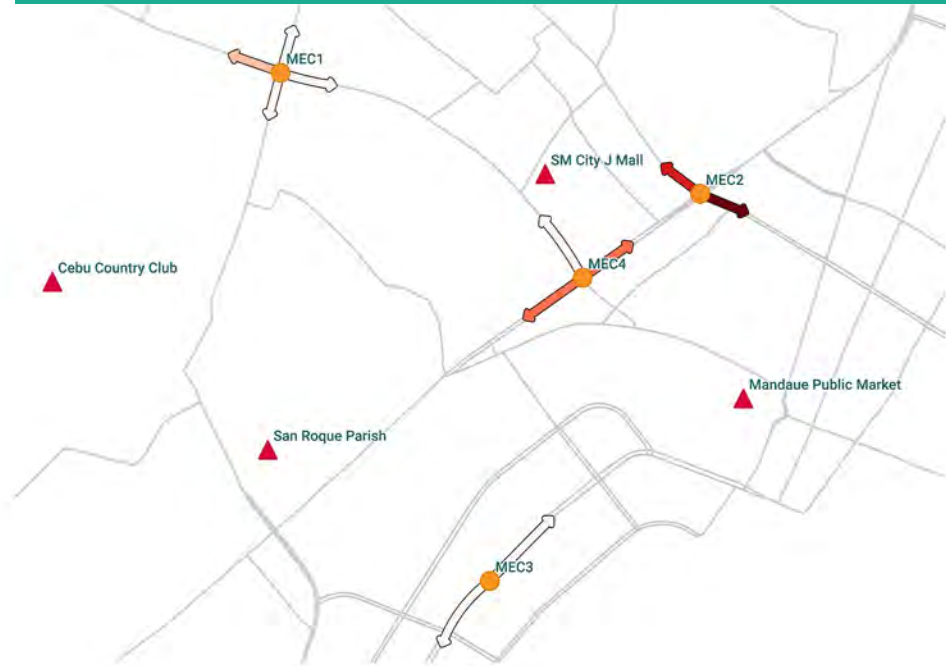 MEC1
SM City J Mall
MEC2
Cebu Country Club
MEC4
Mandaue Public Market
San Roque Parish
MEC3